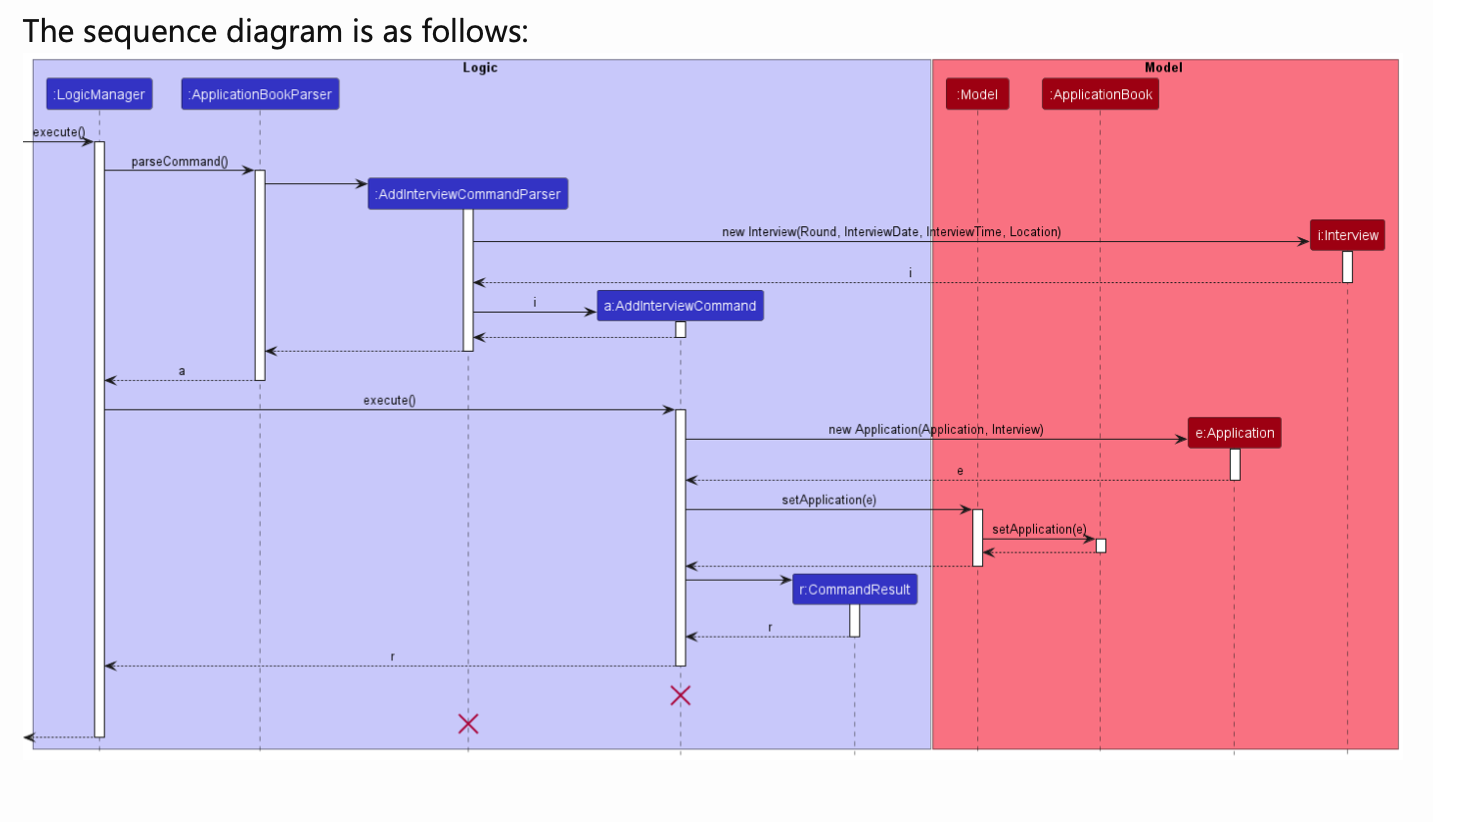 The sequence diagram is as follows:
Logic
Model
:LogicManager
:ApplicationBookParser
:Model
:ApplicationBook
execute()
parseCommand()
:AddInterviewCommandParser
new Interview(Round, InterviewDate, InterviewTime, Location)
i:Interview
i
i
a:AddInterviewCommand
a
execute()
new Application(Application, Interview)
e:Application
e
setApplication(e)
setApplication(e)
r:CommandResult
r
r